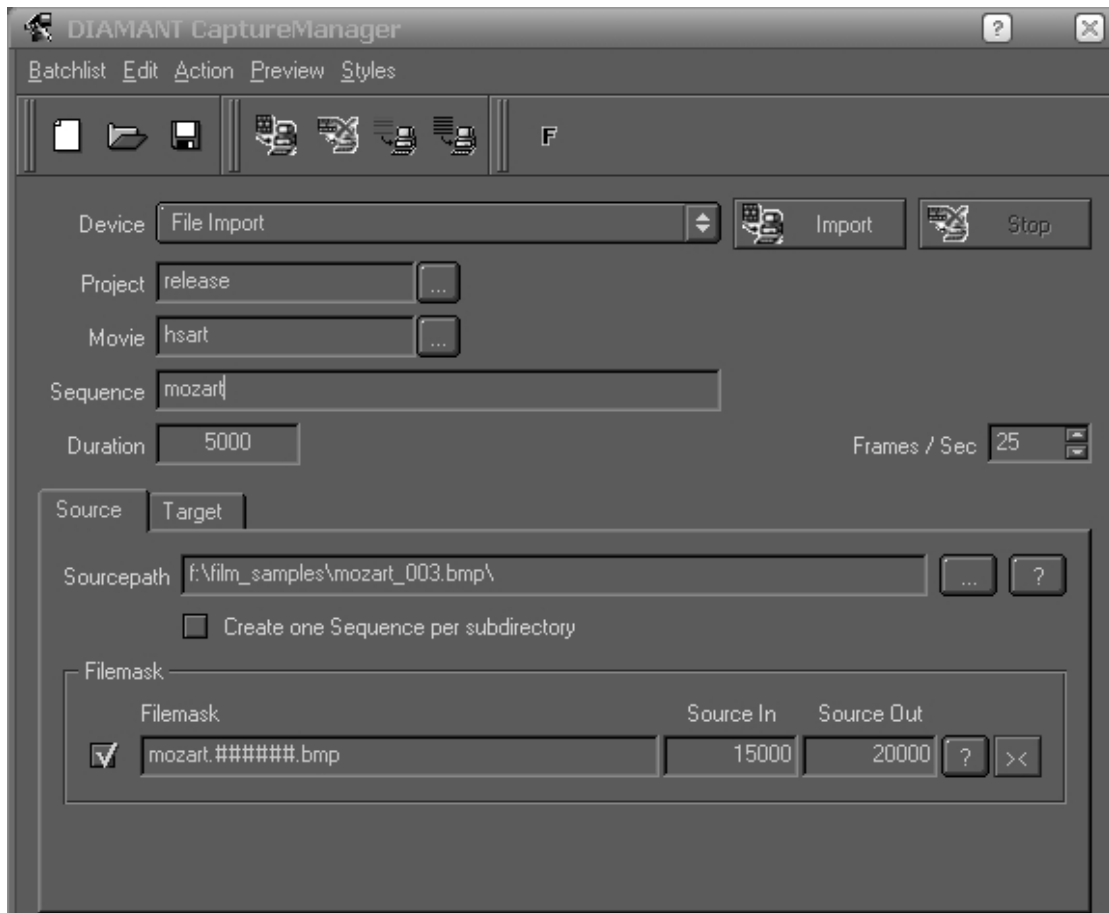 DIAMANT CaptureManager ?
Batchlist Edit Action Preview Styles
F
Device File Import Import Stop
Project release ...
Movie hsart ...
Sequence mozart
Duration 5000 Frames / Sec 25
Source Target
Sourcepath f:\film_samples\mozart_003.bmp\ ... ?
Create one Sequence per subdirectory
Filemask
Filemask Source In Source Out
mozart.######.bmp 15000 20000 ? ><